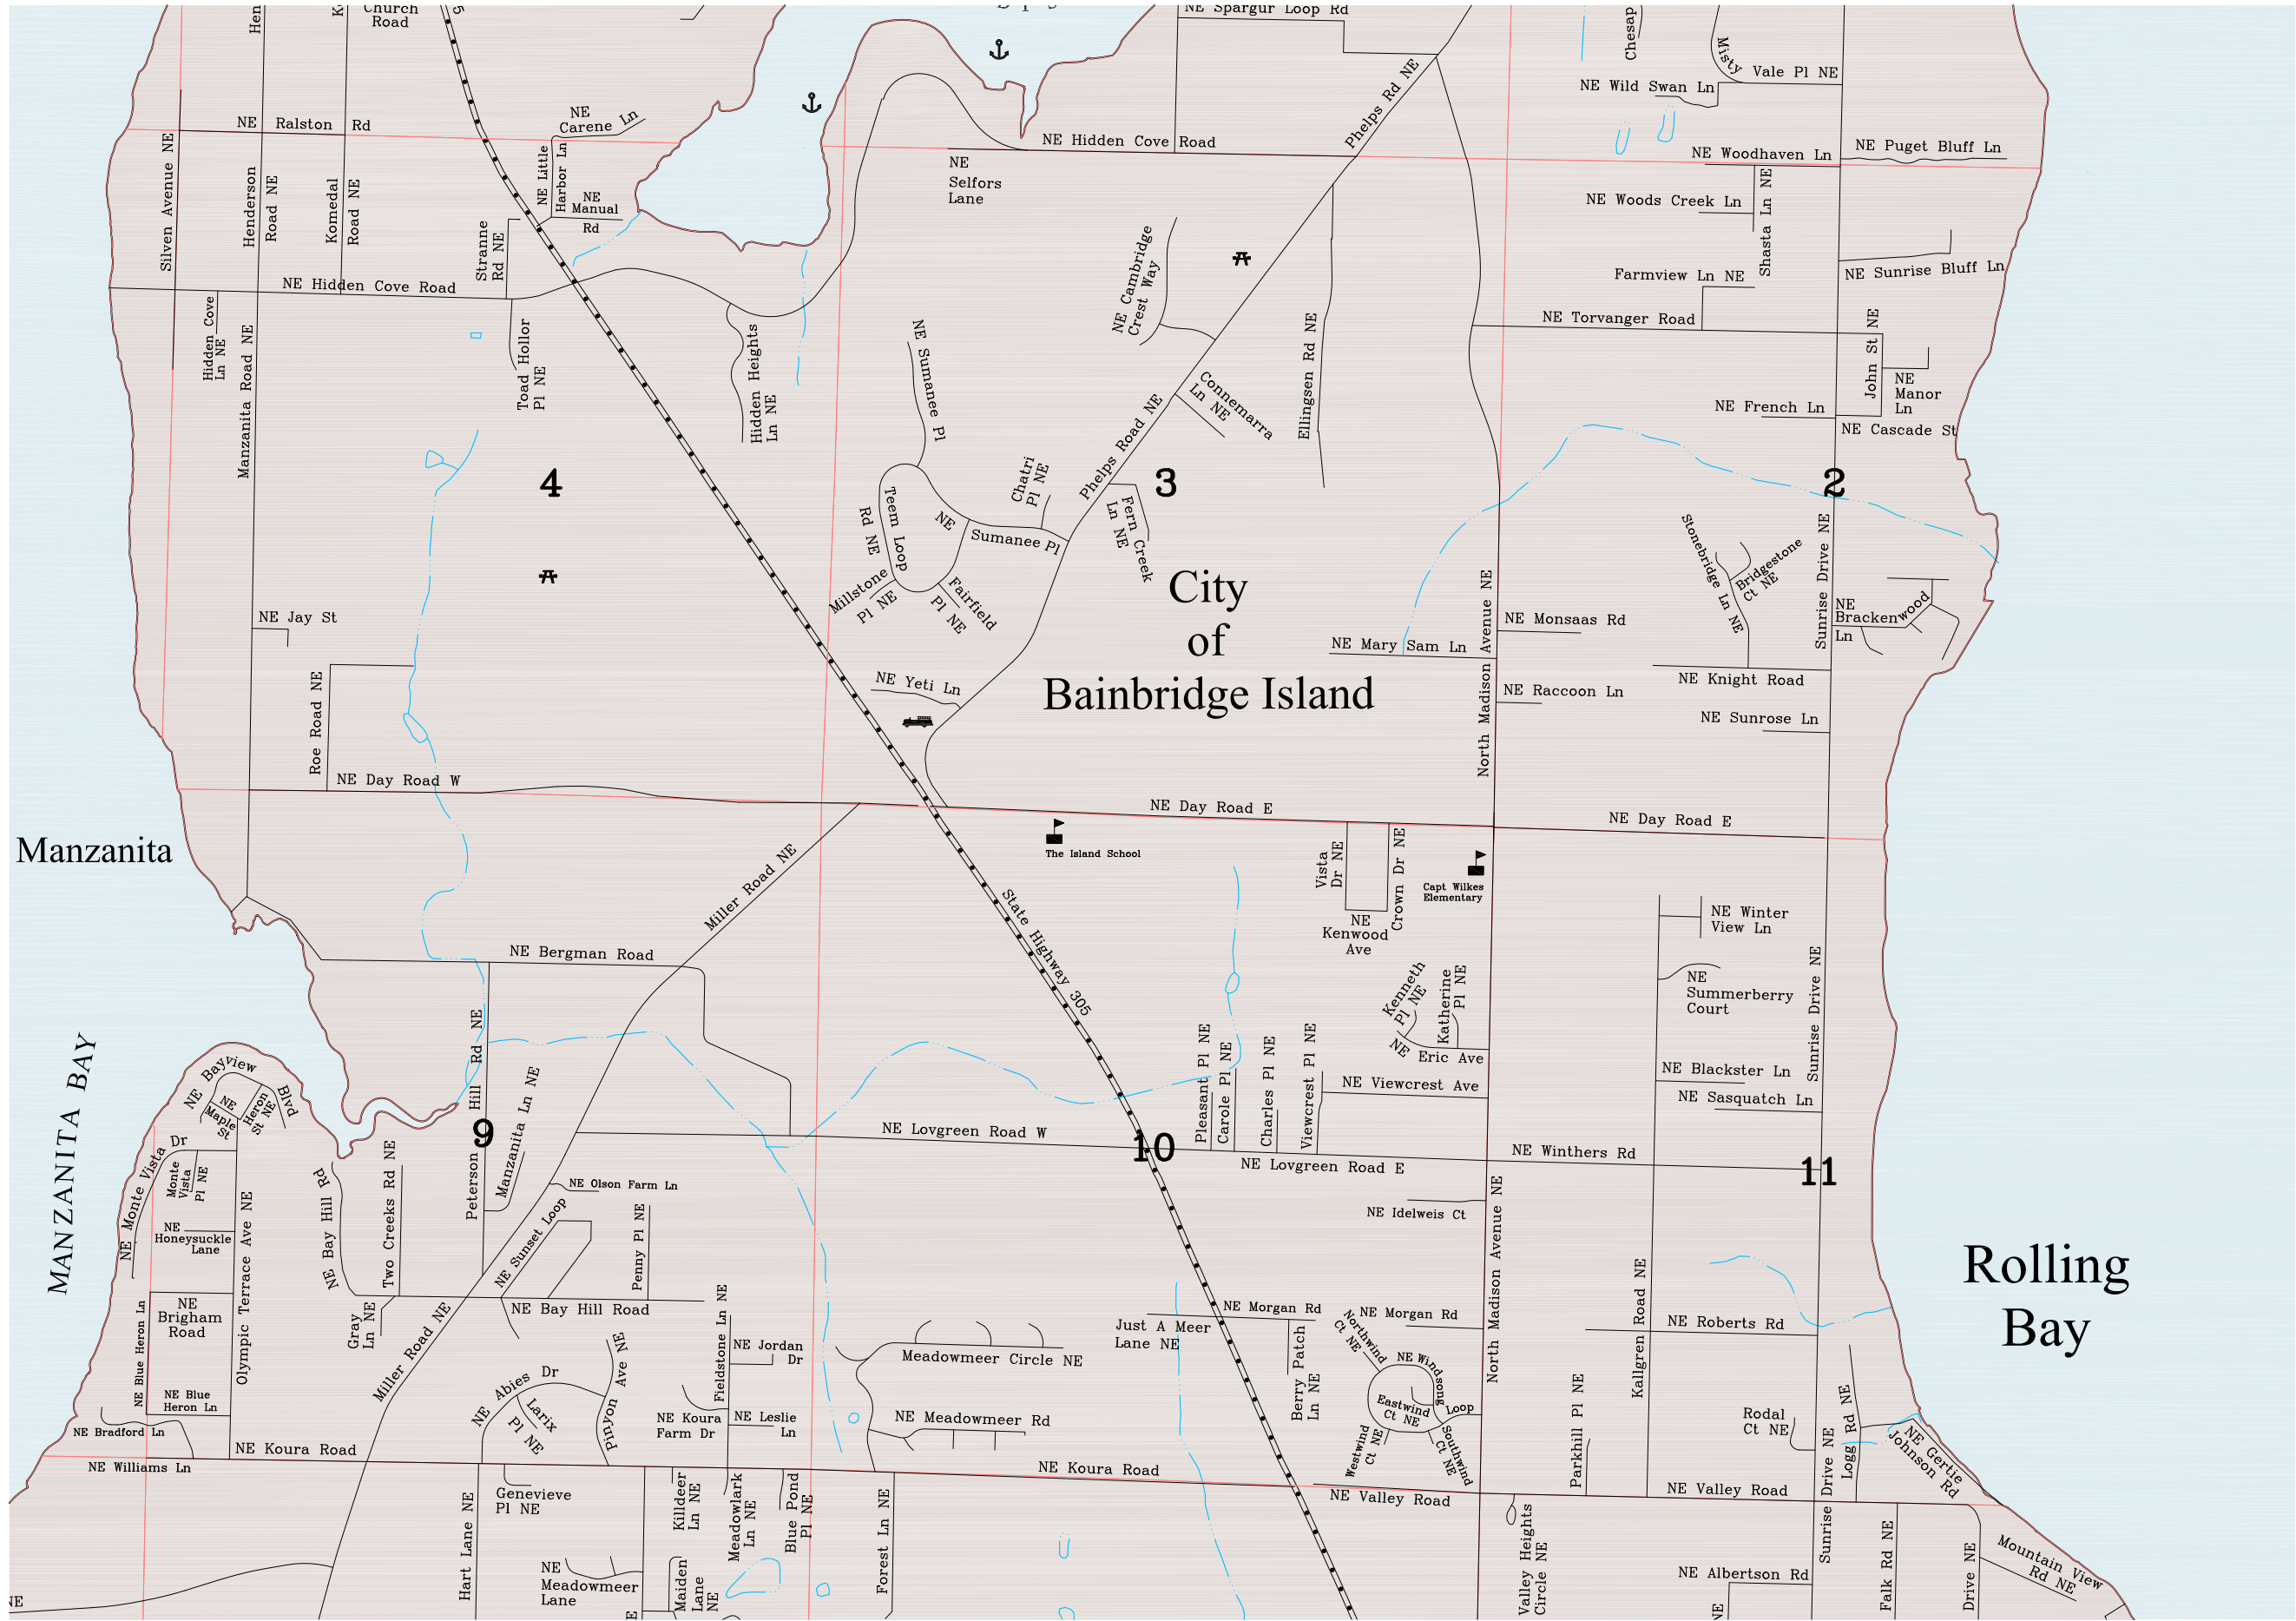 Church
Road
NE Spargur Loop Rd
Chesap
Misty
Vale Pl NE
NE Wild Swan Ln
Phelps Rd NE
NE Ralston Rd
NE
Carene Ln
NE Hidden Cove Road
NE
Selfors
Lane
NE Woodhaven Ln
NE Puget Bluff Ln
Silven Avenue NE
Henderson
Road NE
Komedal
Road NE
NE Little
Harbor Ln
NE
Manual
Rd
Stranne
Rd NE
NE Woods Creek Ln
Shasta Ln NE
NE Cambridge
Crest Way
Farmview Ln NE
NE Sunrise Bluff Ln
NE Hidden Cove Road
Hidden Cove
Ln NE
Manzanita Road NE
Toad Hollor
Pl NE
Hidden Heights
Ln NE
NE Sumanee Pl
Connemarra
Ln NE
Ellingsen Rd NE
NE Torvanger Road
John St NE
NE
Manor
Ln
NE French Ln
NE Cascade St
Phelps Road NE
4
3
2
Chatri
Pl NE
Teem Loop
Rd NE
NE
Sumanee Pl
Fern Creek
Ln NE
Millstone
Pl NE
Fairfield
Pl NE
City
of
Bainbridge Island
Stonebridge Ln NE
Bridgestone
Ct NE
Sunrise Drive NE
NE
Brackenwood
Ln
NE Jay St
NE Monsaas Rd
NE Mary Sam Ln
North Madison Avenue NE
NE Knight Road
NE Raccoon Ln
NE Sunrose Ln
NE Yeti Ln
Roe Road NE
NE Day Road W
NE Day Road E
NE Day Road E
Manzanita
Miller Road NE
The Island School
Vista
Dr NE
Crown Dr NE
NE
Kenwood
Ave
Capt Wilkes
Elementary
State Highway 305
NE Winter
View Ln
NE Bergman Road
NE
Summerberry
Court
Sunrise Drive NE
Kenneth
Pl NE
Katherine
Pl NE
NE
Eric Ave
MANZANITA BAY
Peterson Hill Rd NE
NE Bayview Blvd
NE
Maple
St
Heron
St NE
Manzanita Ln NE
Pleasant Pl NE
Carole Pl NE
Charles Pl NE
Viewcrest Pl NE
NE Viewcrest Ave
NE Blackster Ln
NE Sasquatch Ln
9
10
11
NE Lovgreen Road W
NE Lovgreen Road E
NE Winthers Rd
NE Monte Vista Dr
Monte
Vista
Pl NE
NE
Honeysuckle
Lane
Olympic Terrace Ave NE
NE Bay Hill Rd
Two Creeks Rd NE
NE Olson Farm Ln
NE Sunset Loop
Penny Pl NE
NE Idelweis Ct
North Madison Avenue NE
Rolling
Bay
NE
Brigham
Road
NE Blue Heron Ln
Gray
Ln NE
NE Bay Hill Road
Miller Road NE
NE Morgan Rd
NE Morgan Rd
Just A Meer
Lane NE
Berry Patch
Ln NE
Kallgren Road NE
NE Roberts Rd
Fieldstone Ln NE
NE Jordan
Dr
Meadowmeer Circle NE
Northwind
Ct NE
NE Windsong
Loop
Eastwind
Ct NE
Westwind
Ct NE
Southwind
Ct NE
NE Abies Dr
Larix
Pl NE
Pinyon Ave NE
NE Blue
Heron Ln
NE Bradford Ln
NE Koura
Farm Dr
NE Leslie
Ln
NE Meadowmeer Rd
Parkhill Pl NE
Rodal
Ct NE
Logg Rd NE
NE Gertie
Johnson Rd
NE Williams Ln
NE Koura Road
NE Koura Road
NE Valley Road
NE Valley Road
Genevieve
Pl NE
Hart Lane NE
Killdeer
Ln NE
Meadowlark
Ln NE
Blue Pond
Pl NE
Forest Ln NE
NE
Meadowmeer
Lane
Maiden
Lane
NE
Valley Heights
Circle NE
Sunrise Drive NE
NE Albertson Rd
Falk Rd NE
Drive NE
Mountain View
Rd NE
NE